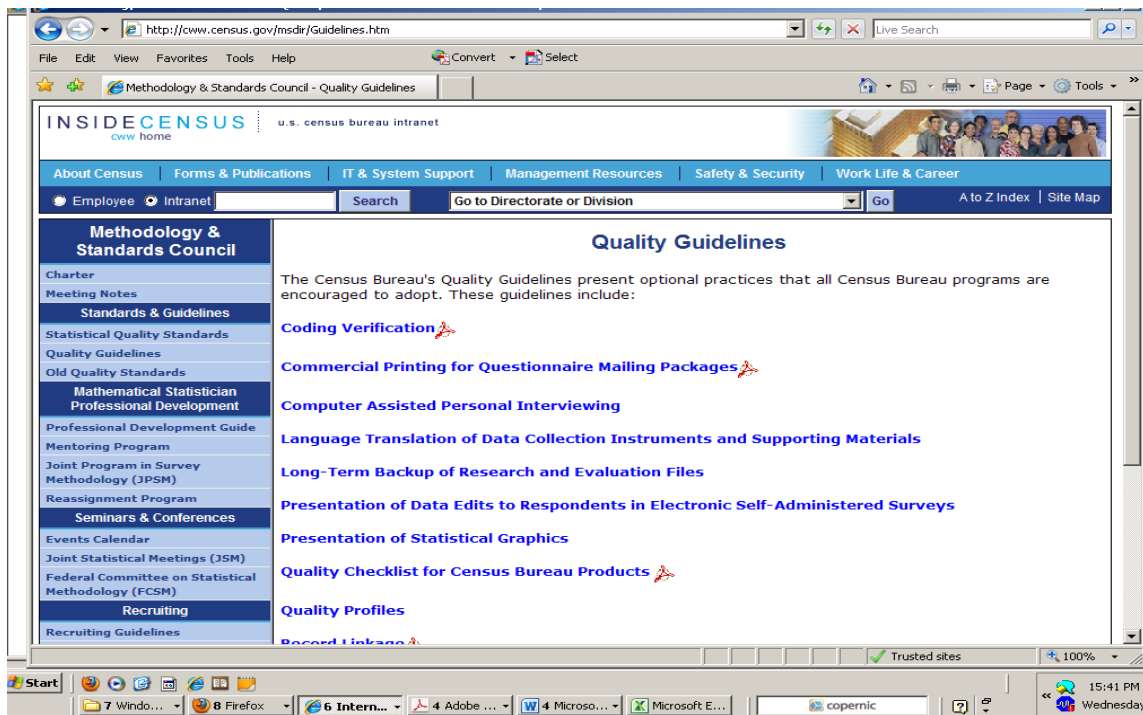 http://cww.census.gov/msdir/Guidelines.htm
Live Search
File Edit View Favorites Tools Help
Convert Select
Methodology & Standards Council - Quality Guidelines
Page Tools »
INSIDECENSUS
cww home
u.s. census bureau intranet
About Census | Forms & Publications | IT & System Support | Management Resources | Safety & Security | Work Life & Career
Employee Intranet Search Go to Directorate or Division Go A to Z Index | Site Map
Methodology &
Standards Council
Charter
Meeting Notes
Standards & Guidelines
Statistical Quality Standards
Quality Guidelines
Old Quality Standards
Mathematical Statistician
Professional Development
Professional Development Guide
Mentoring Program
Joint Program in Survey
Methodology (JPSM)
Reassignment Program
Seminars & Conferences
Events Calendar
Joint Statistical Meetings (JSM)
Federal Committee on Statistical
Methodology (FCSM)
Recruiting
Recruiting Guidelines
Quality Guidelines
The Census Bureau's Quality Guidelines present optional practices that all Census Bureau programs are
encouraged to adopt. These guidelines include:
Coding Verification
Commercial Printing for Questionnaire Mailing Packages
Computer Assisted Personal Interviewing
Language Translation of Data Collection Instruments and Supporting Materials
Long-Term Backup of Research and Evaluation Files
Presentation of Data Edits to Respondents in Electronic Self-Administered Surveys
Presentation of Statistical Graphics
Quality Checklist for Census Bureau Products
Quality Profiles
Record Linkage
Trusted sites 100%
Start
15:41 PM
7 Windo... 8 Firefox 6 Intern... 4 Adobe ... 4 Microso... Microsoft E... copernic
Wednesda